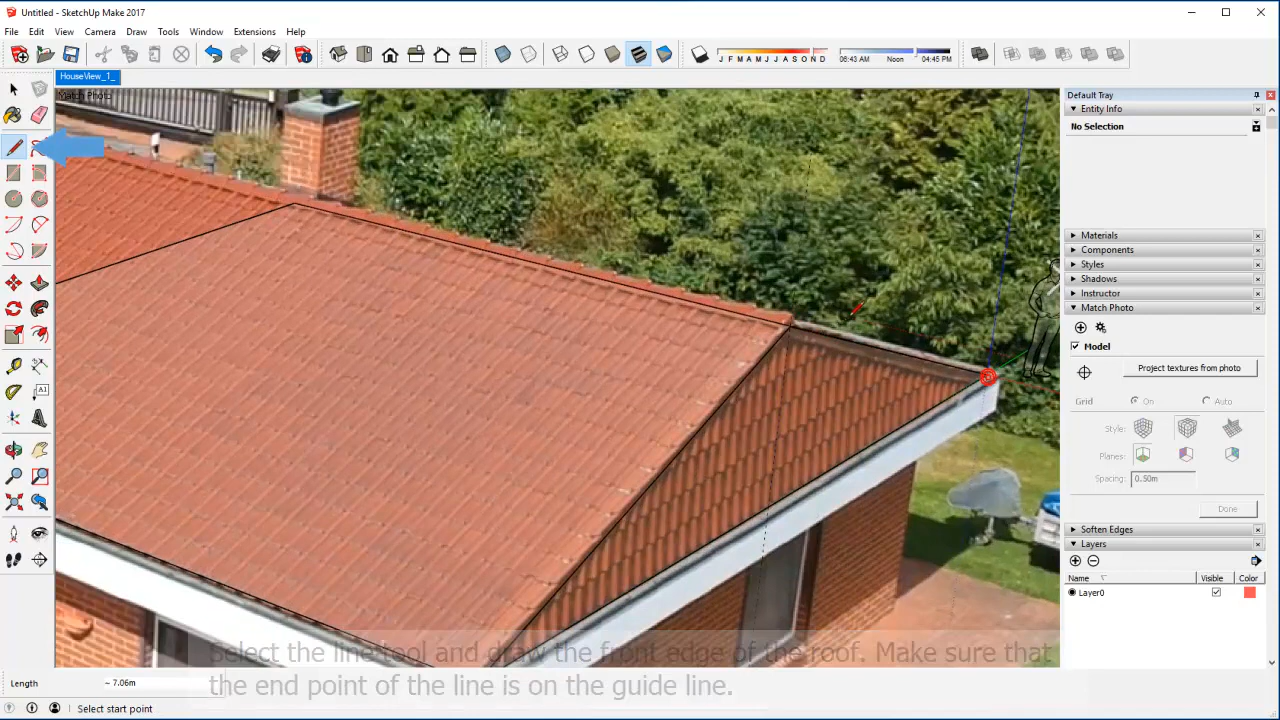 Untitled - SketchUp Make 2017
File Edit View Camera Draw Tools Window Extensions Help
J F M A M J J A S O N D
06:43 AM Noon 04:45 PM
HouseView_1_
Match Photo
Default Tray
Entity Info
No Selection
Materials
Components
Styles
Shadows
Instructor
Match Photo
Model
Project textures from photo
Grid On Auto
Style:
Planes:
Spacing: 0.50m
Done
Soften Edges
Layers
Name Visible Color
Layer0
A1
Select the line tool and draw the front edge of the roof. Make sure that
the end point of the line is on the guide line.
Length ~ 7.06m
Select start point